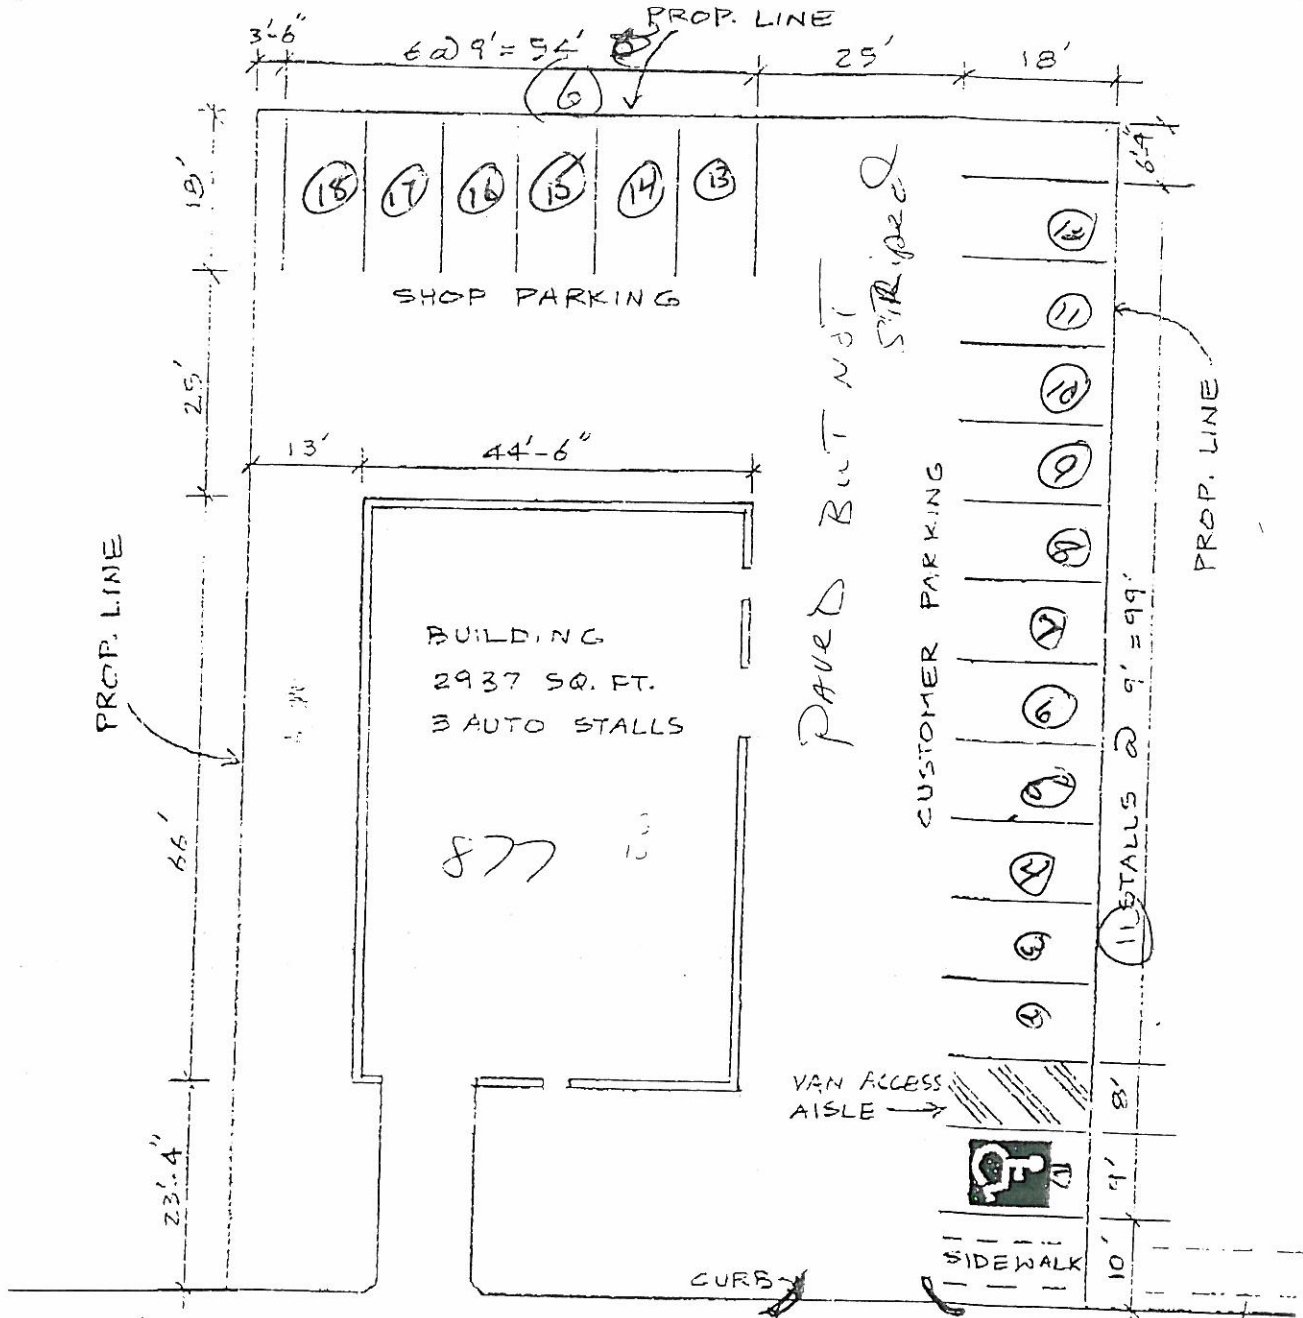 PROP. LINE
3'-6"
6 @ 9' = 54'
6
25'
18'
18'
18
17
16
15
14
13
6'-4"
SHOP PARKING
PAVED BUT NOT
STRIPED
12
11
10
9
8
7
6
5
4
3
2
25'
13'
44'-6"
PROP. LINE
PROP. LINE
BUILDING
2937 SQ. FT.
3 AUTO STALLS
877
CUSTOMER PARKING
11 STALLS @ 9' = 99'
66'
VAN ACCESS
AISLE
8'
1
9'
23'-4"
SIDEWALK
10'
CURB